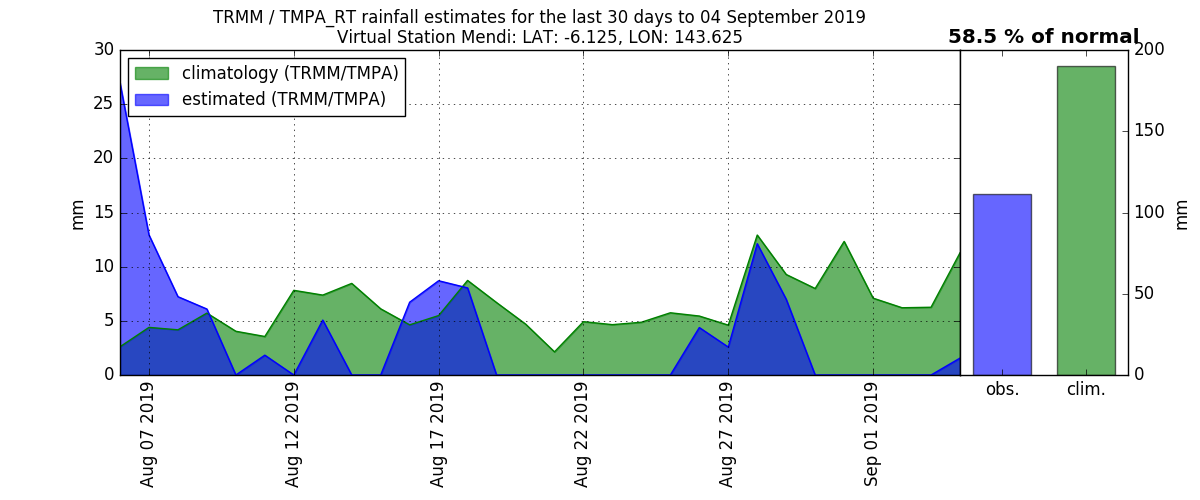 TRMM / TMPA_RT rainfall estimates for the last 30 days to 04 September 2019
Virtual Station Mendi: LAT: -6.125, LON: 143.625
58.5 % of normal
climatology (TRMM/TMPA)
estimated (TRMM/TMPA)
30
25
20
15
10
5
0
mm
Aug 07 2019
Aug 12 2019
Aug 17 2019
Aug 22 2019
Aug 27 2019
Sep 01 2019
obs.
clim.
200
150
100
50
0
mm